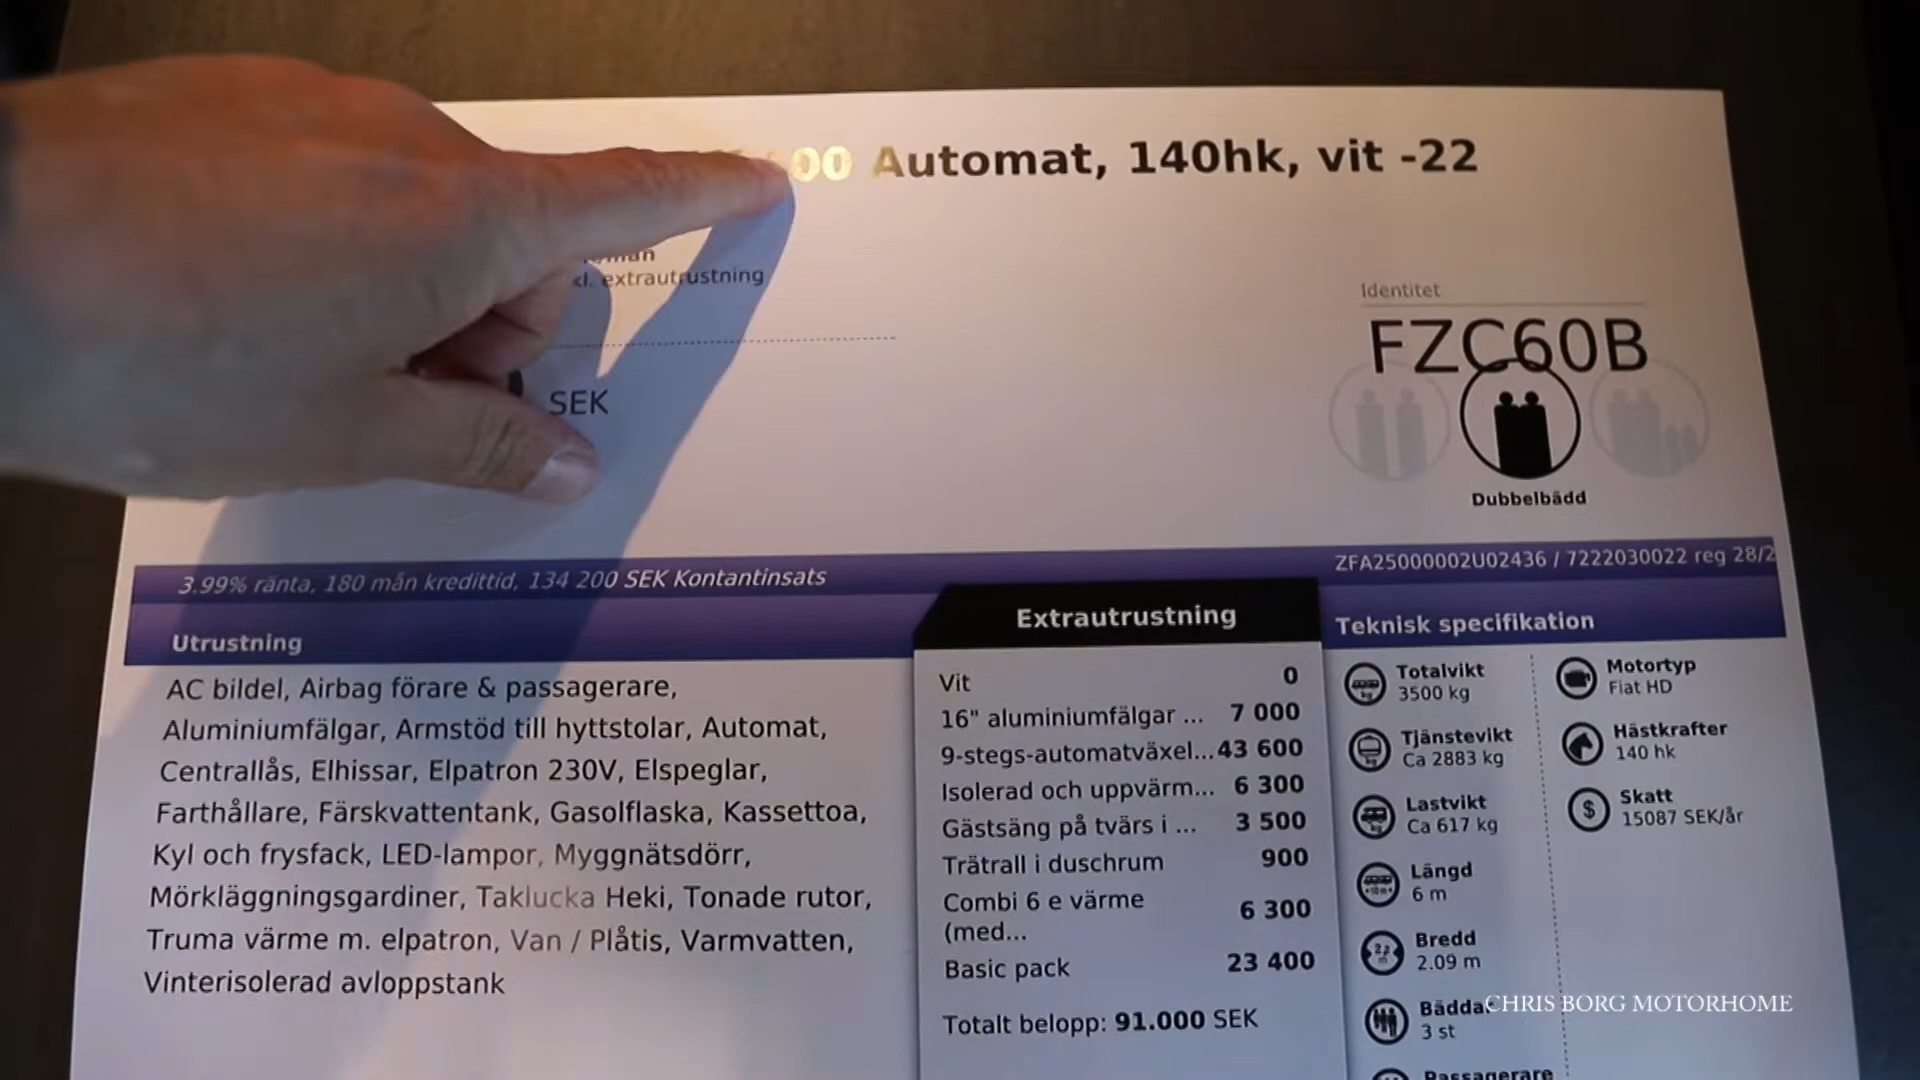 00 Automat, 140hk, vit -22
extrautrustning
SEK
Identitet
FZC60B
Dubbelbädd
3.99% ränta, 180 mån kredittid, 134 200 SEK Kontantinsats
ZFA25000002U02436 / 7222030022 reg 28/2
Utrustning
AC bildel, Airbag förare & passagerare,
Aluminiumfälgar, Armstöd till hyttstolar, Automat,
Centrallås, Elhissar, Elpatron 230V, Elspeglar,
Farthållare, Färskvattentank, Gasolflaska, Kassettoa,
Kyl och frysfack, LED-lampor, Myggnätsdörr,
Mörkläggningsgardiner, Taklucka Heki, Tonade rutor,
Truma värme m. elpatron, Van / Plåtis, Varmvatten,
Vinterisolerad avloppstank
Extrautrustning
Vit 0
16" aluminiumfälgar ... 7 000
9-stegs-automatväxel... 43 600
Isolerad och uppvärm... 6 300
Gästsäng på tvärs i ... 3 500
Trätrall i duschrum 900
Combi 6 e värme
(med... 6 300
Basic pack 23 400
Totalt belopp: 91.000 SEK
Teknisk specifikation
Totalvikt
3500 kg
Tjänstevikt
Ca 2883 kg
Lastvikt
Ca 617 kg
Längd
6 m
Bredd
2.09 m
Bäddar
3 st
Passagerare
Motortyp
Fiat HD
Hästkrafter
140 hk
Skatt
15087 SEK/år
CHRIS BORG MOTORHOME